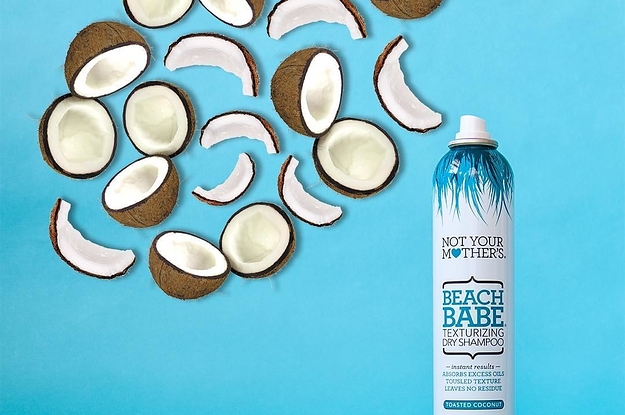 NOT YOUR
MOTHER'S®
BEACH
BABE®
TEXTURIZING
DRY SHAMPOO
— instant results —
ABSORBS EXCESS OILS
TOUSLED TEXTURE
LEAVES NO RESIDUE
TOASTED COCONUT